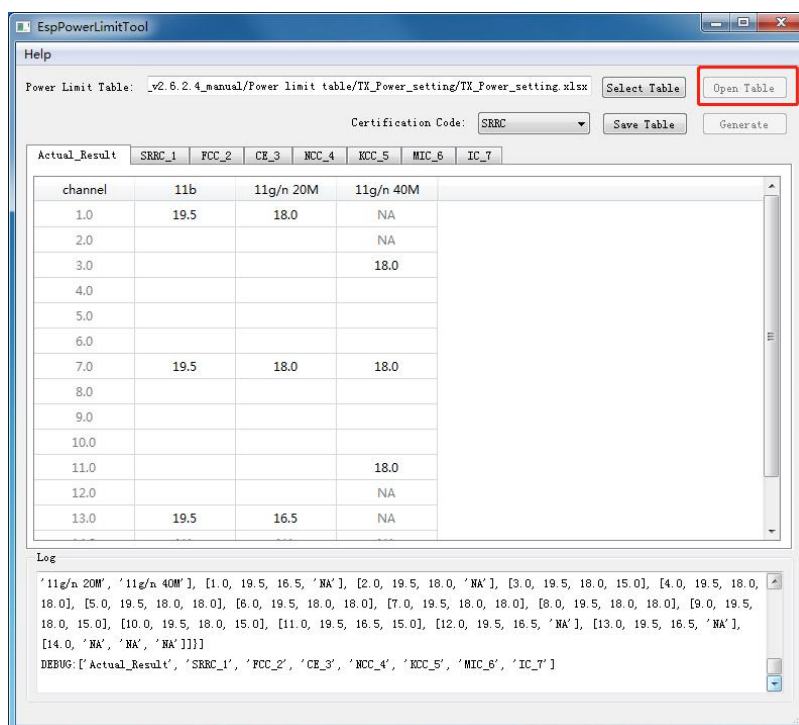 EspPowerLimitTool
Help
Power Limit Table: _v2.6.2.4_manual/Power limit table/TX_Power_setting/TX_Power_setting.xlsx Select Table Open Table
Certification Code: SRRC Save Table Generate
Actual_Result SRRC_1 FCC_2 CE_3 NCC_4 KCC_5 MIC_6 IC_7
channel 11b 11g/n 20M 11g/n 40M
1.0 19.5 18.0 NA
2.0 NA
3.0 18.0
4.0
5.0
6.0
7.0 19.5 18.0 18.0
8.0
9.0
10.0
11.0 18.0
12.0 NA
13.0 19.5 16.5 NA
Log
'11g/n 20M', '11g/n 40M'], [1.0, 19.5, 16.5, 'NA'], [2.0, 19.5, 18.0, 'NA'], [3.0, 19.5, 18.0, 15.0], [4.0, 19.5, 18.0,
18.0], [5.0, 19.5, 18.0, 18.0], [6.0, 19.5, 18.0, 18.0], [7.0, 19.5, 18.0, 18.0], [8.0, 19.5, 18.0, 18.0], [9.0, 19.5,
18.0, 15.0], [10.0, 19.5, 18.0, 15.0], [11.0, 19.5, 16.5, 15.0], [12.0, 19.5, 16.5, 'NA'], [13.0, 19.5, 16.5, 'NA'],
[14.0, 'NA', 'NA', 'NA']]}]
DEBUG:['Actual_Result', 'SRRC_1', 'FCC_2', 'CE_3', 'NCC_4', 'KCC_5', 'MIC_6', 'IC_7']